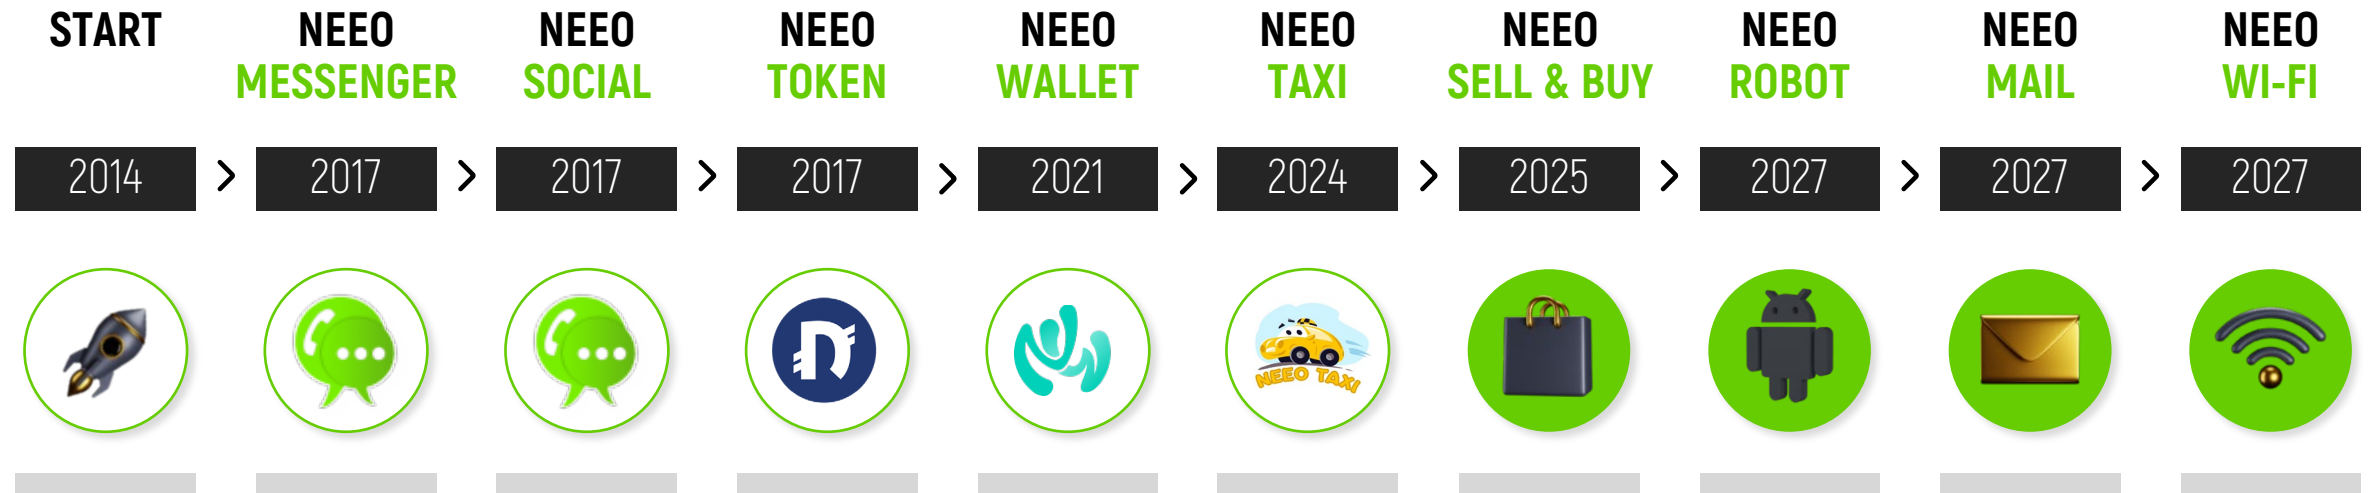 START
NEEO
MESSENGER
NEEO
SOCIAL
NEEO
TOKEN
NEEO
WALLET
NEEO
TAXI
NEEO
SELL & BUY
NEEO
ROBOT
NEEO
MAIL
NEEO
WI-FI
2014 > 2017 > 2017 > 2017 > 2021 > 2024 > 2025 > 2027 > 2027 > 2027
NEEO TAXI